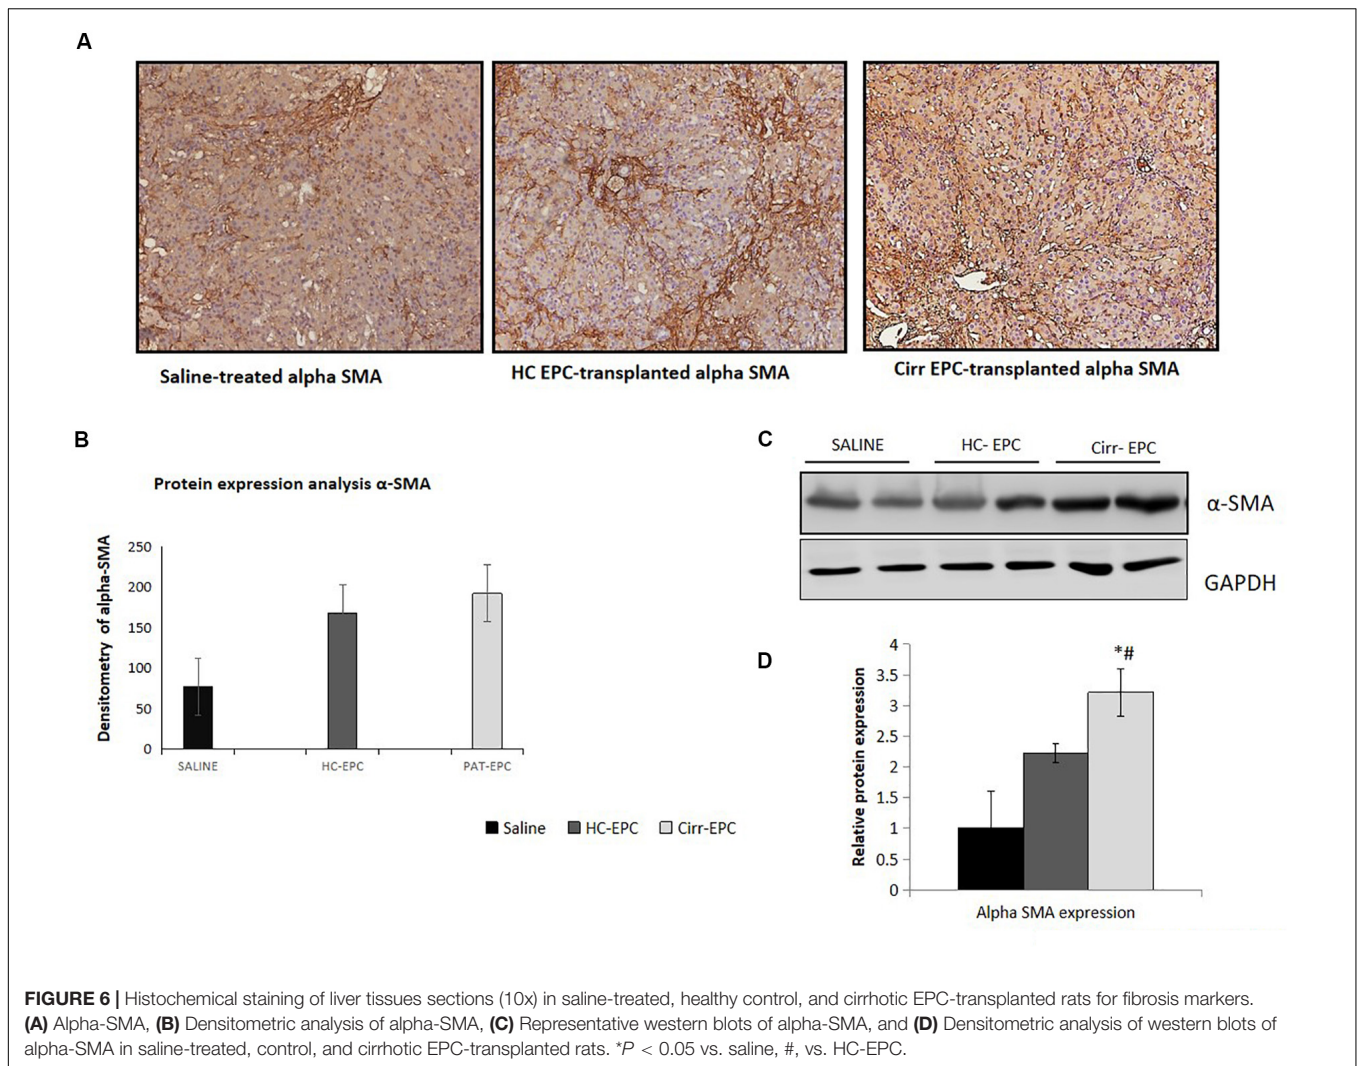 A
Saline-treated alpha SMA
HC EPC-transplanted alpha SMA
Cirr EPC-transplanted alpha SMA
B
Protein expression analysis α-SMA
Densitometry of alpha-SMA
250
200
150
100
50
0
SALINE
HC-EPC
PAT-EPC
Saline
HC-EPC
Cirr-EPC
C
SALINE
HC- EPC
Cirr- EPC
α-SMA
GAPDH
D
Relative protein expression
4
3.5
3
2.5
2
1.5
1
0.5
0
*#
Alpha SMA expression
FIGURE 6 | Histochemical staining of liver tissues sections (10x) in saline-treated, healthy control, and cirrhotic EPC-transplanted rats for fibrosis markers.
(A) Alpha-SMA, (B) Densitometric analysis of alpha-SMA, (C) Representative western blots of alpha-SMA, and (D) Densitometric analysis of western blots of
alpha-SMA in saline-treated, control, and cirrhotic EPC-transplanted rats. *P < 0.05 vs. saline, #, vs. HC-EPC.